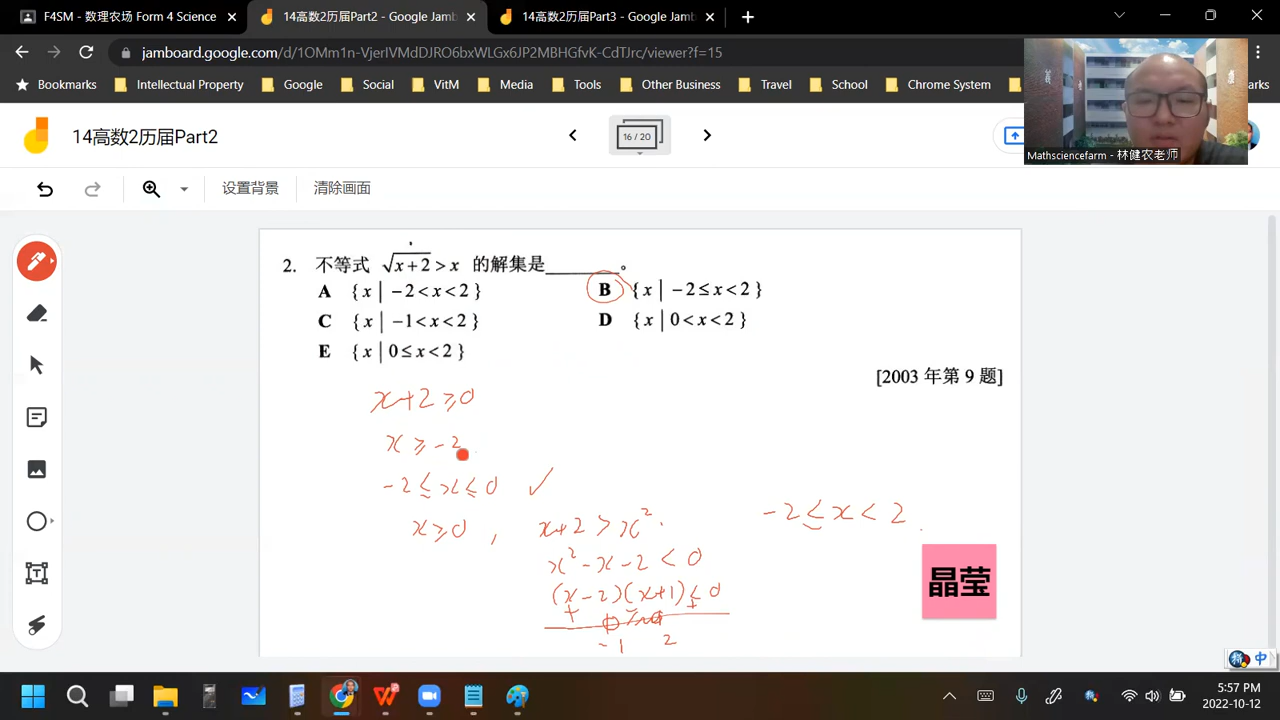 F4SM - 数理农场 Form 4 Science
14高数2历届Part2 - Google Jamb
14高数2历届Part3 - Google Jamb
jamboard.google.com/d/1OMm1n-VjerIVMdDJRO6bxWLGx6JP2MBHGfvK-CdTJrc/viewer?f=15
Bookmarks
Intellectual Property
Google
VitM
Media
Tools
Other Business
Travel
School
Chrome System
Mathsciencefarm - 林健农老师
14高数2历届Part2
16 / 20
设置背景
清除画面
2. 不等式 √x+2 > x 的解集是______。
A { x | −2 < x < 2 }
B { x | −2 ≤ x < 2 }
C { x | −1 < x < 2 }
D { x | 0 < x < 2 }
E { x | 0 ≤ x < 2 }
[2003 年第 9 题]
x+2 ≥ 0
x ≥ -2
-2 ≤ x ≤ 0 ✓
x ≥ 0 , x+2 > x².
x² - x - 2 < 0
(x-2)(x+1) < 0
+ +
-1 2
-2 ≤ x < 2
晶莹
中
5:57 PM
2022-10-12